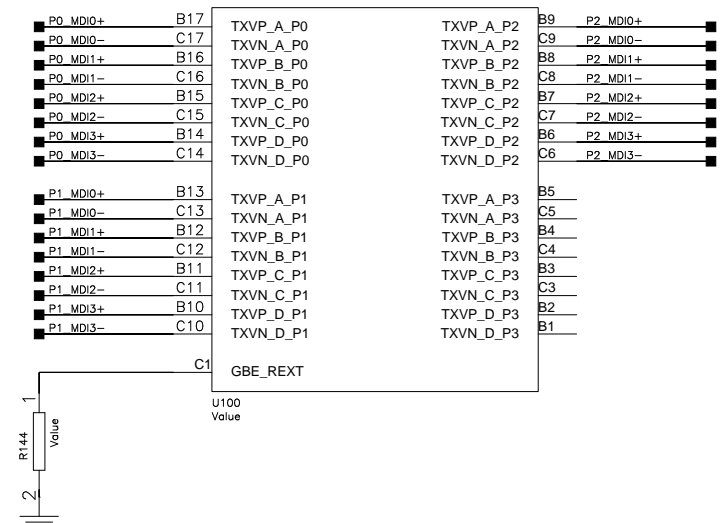 P0_MDI0+ B17 TXVP_A_P0 TXVP_A_P2 B9 P2_MDI0+
P0_MDI0- C17 TXVN_A_P0 TXVN_A_P2 C9 P2_MDI0-
P0_MDI1+ B16 TXVP_B_P0 TXVP_B_P2 B8 P2_MDI1+
P0_MDI1- C16 TXVN_B_P0 TXVN_B_P2 C8 P2_MDI1-
P0_MDI2+ B15 TXVP_C_P0 TXVP_C_P2 B7 P2_MDI2+
P0_MDI2- C15 TXVN_C_P0 TXVN_C_P2 C7 P2_MDI2-
P0_MDI3+ B14 TXVP_D_P0 TXVP_D_P2 B6 P2_MDI3+
P0_MDI3- C14 TXVN_D_P0 TXVN_D_P2 C6 P2_MDI3-
P1_MDI0+ B13 TXVP_A_P1 TXVP_A_P3 B5
P1_MDI0- C13 TXVN_A_P1 TXVN_A_P3 C5
P1_MDI1+ B12 TXVP_B_P1 TXVP_B_P3 B4
P1_MDI1- C12 TXVN_B_P1 TXVN_B_P3 C4
P1_MDI2+ B11 TXVP_C_P1 TXVP_C_P3 B3
P1_MDI2- C11 TXVN_C_P1 TXVN_C_P3 C3
P1_MDI3+ B10 TXVP_D_P1 TXVP_D_P3 B2
P1_MDI3- C10 TXVN_D_P1 TXVN_D_P3 B1
C1 GBE_REXT
U100
Value
1
R144
Value
2